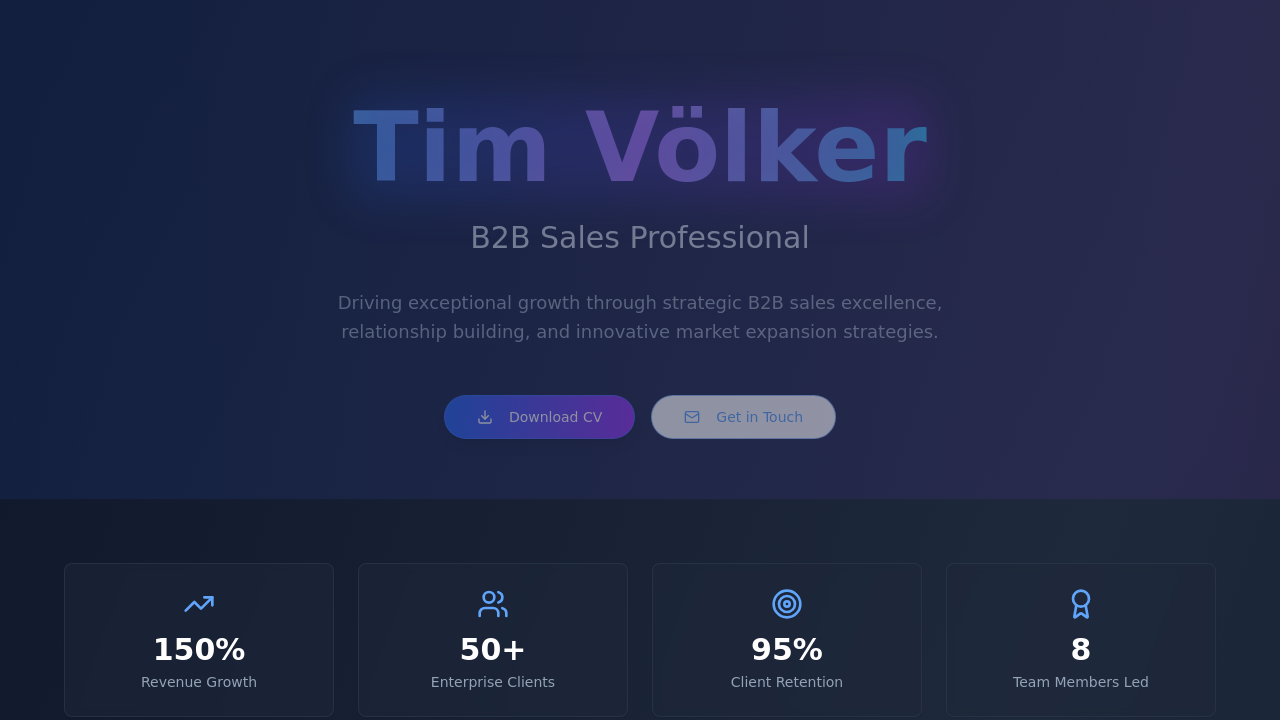 Tim Völker
B2B Sales Professional
Driving exceptional growth through strategic B2B sales excellence,
relationship building, and innovative market expansion strategies.
Download CV
Get in Touch
150%
Revenue Growth
50+
Enterprise Clients
95%
Client Retention
8
Team Members Led